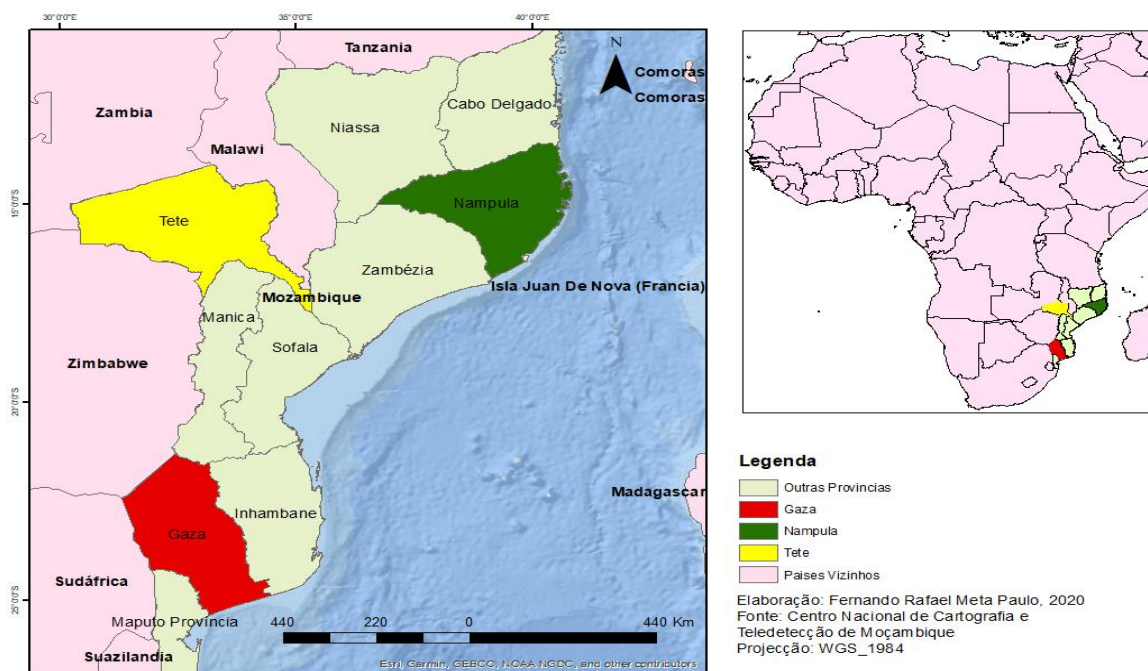 30°0'0"E 35°0'0"E 40°0'0"E
Tanzania
N
Comoras
Comoras
Cabo Delgado
Zambia
Niassa
Malawi
15°0'0"S
Nampula
Tete
Zambézia
Isla Juan De Nova (Francia)
Mozambique
Manica
Sofala
Zimbabwe
20°0'0"S
Madagascar
Inhambane
Gaza
Sudáfrica
25°0'0"S
Maputo Província
440 220 0 440 Km
Suazilandia
Esri, Garmin, GEBCO, NOAA NGDC, and other contributors
Legenda
Outras Provincias
Gaza
Nampula
Tete
Paises Vizinhos
Elaboração: Fernando Rafael Meta Paulo, 2020
Fonte: Centro Nacional de Cartografia e
Teledetecção de Moçambique
Projecção: WGS_1984